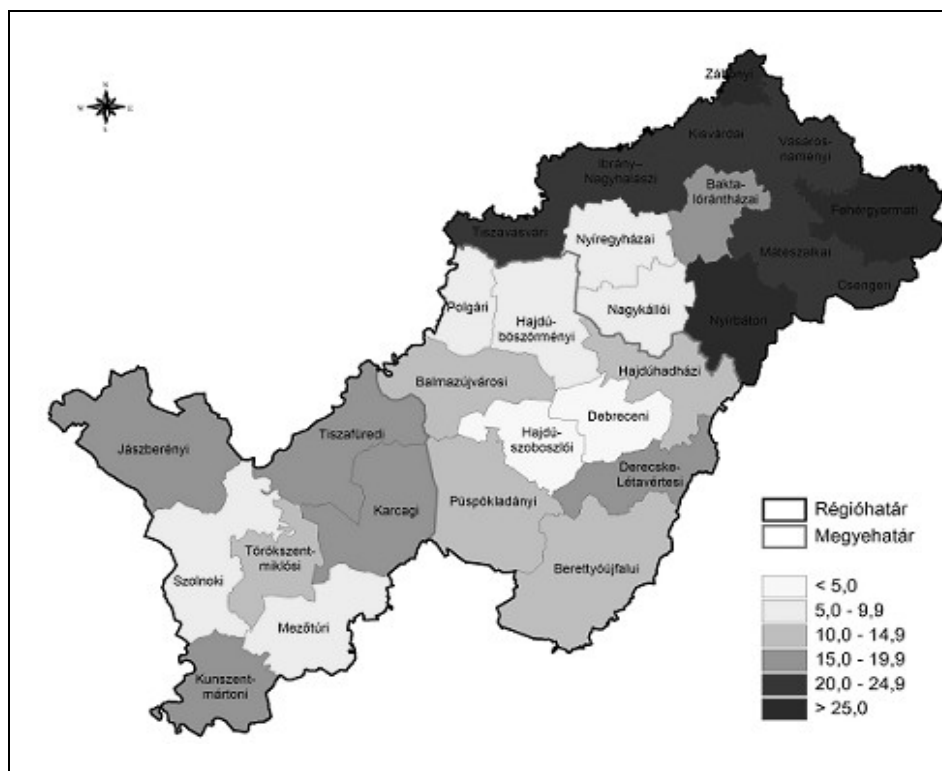 N
W E
S
Záhonyi
Kisvárdai
Vásáros-
naményi
Ibrány–
Nagyhalászi
Bakta-
lórántházai
Fehérgyarmati
Tiszavasvári
Nyíregyházai
Mátészalkai
Csengeri
Polgári
Nagykállói
Nyírbátori
Hajdú-
böszörményi
Balmazújvárosi
Hajdúhadházi
Jászberényi
Tiszafüredi
Hajdú-
szoboszlói
Debreceni
Derecske-
Létavértesi
Karcagi
Püspökladányi
Szolnoki
Törökszent-
miklósi
Berettyóújfalui
Mezőtúri
Kunszent-
mártoni
Régióhatár
Megyehatár
< 5,0
5,0 - 9,9
10,0 - 14,9
15,0 - 19,9
20,0 - 24,9
> 25,0